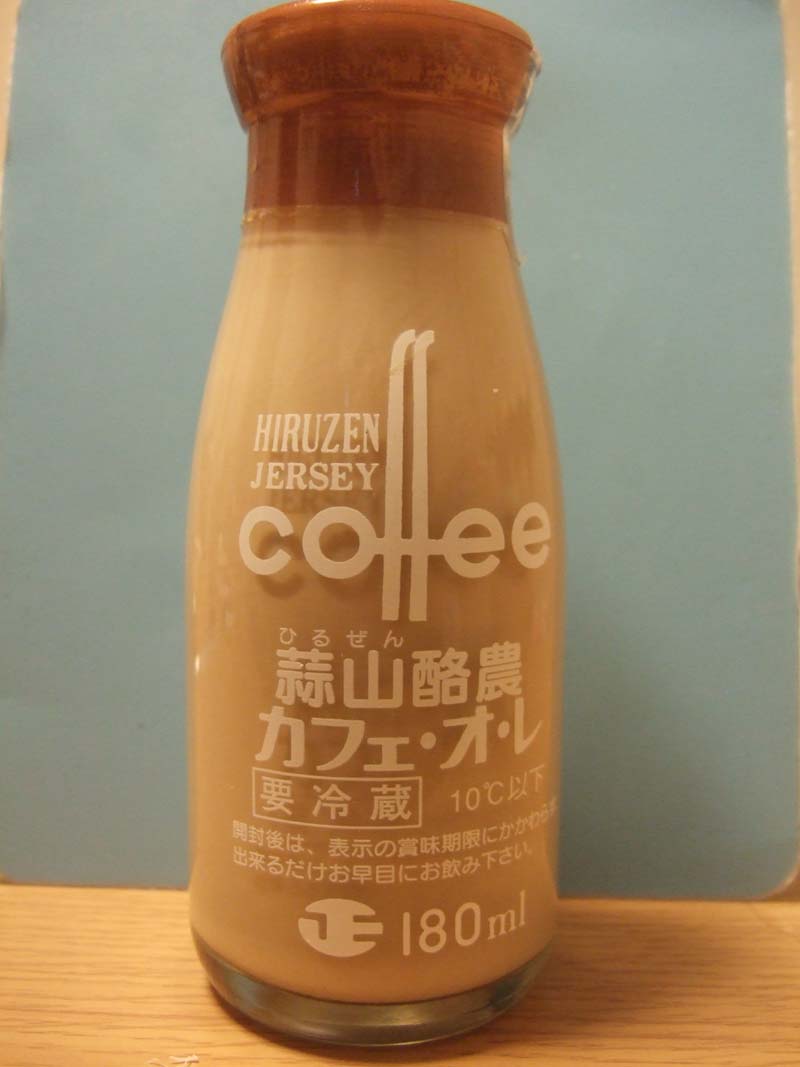 HIRUZEN
JERSEY
coffee
ひるぜん
蒜山酪農
カフェ・オ・レ
要冷蔵 10℃以下
開封後は、表示の賞味期限にかかわらず
出来るだけお早目にお飲み下さい。
正 180ml